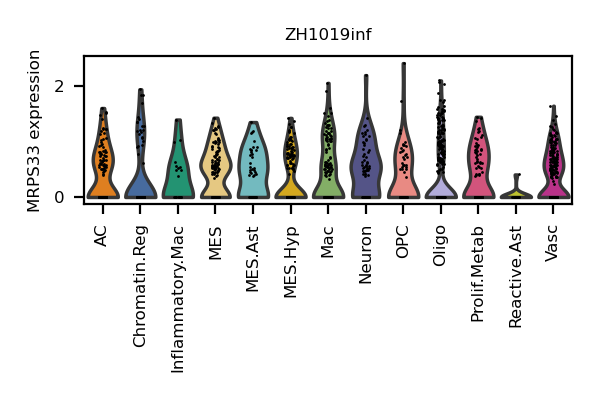 ZH1019inf
MRPS33 expression
2
0
AC
Chromatin.Reg
Inflammatory.Mac
MES
MES.Ast
MES.Hyp
Mac
Neuron
OPC
Oligo
Prolif.Metab
Reactive.Ast
Vasc